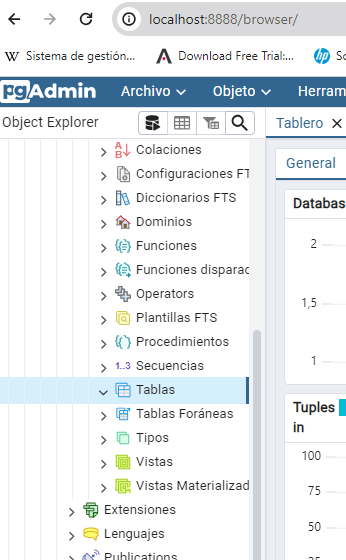 localhost:8888/browser/
W Sistema de gestión... Download Free Trial:... hp Sc
pgAdmin Archivo Objeto Herram
Object Explorer
Tablero
General
Colaciones
Configuraciones FT
Diccionarios FTS
Dominios
Funciones
Funciones disparac
Operators
Plantillas FTS
Procedimientos
1..3 Secuencias
Tablas
Tablas Foráneas
Tipos
Vistas
Vistas Materializad
Extensiones
Lenguajes
Publications
Databas
2
1,5
1
Tuples
in
100
75
50
25